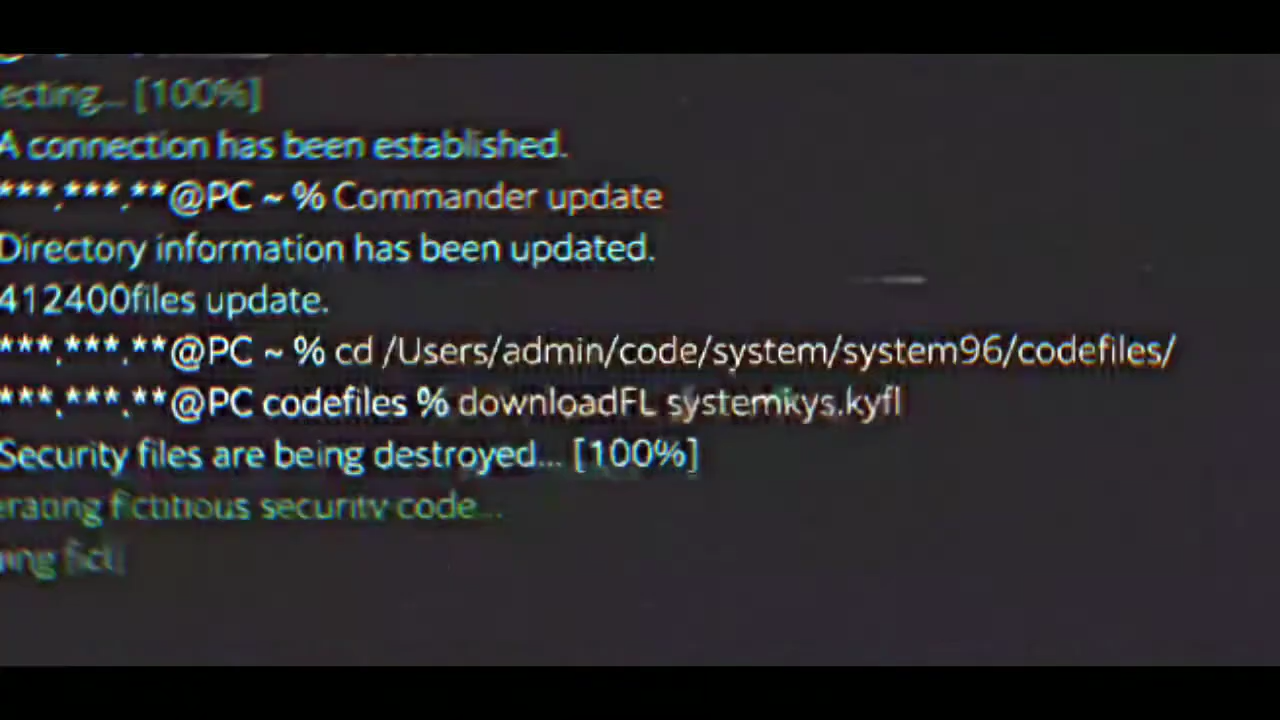 ecting... [100%]
A connection has been established.
***.***.**@PC ~ % Commander update
Directory information has been updated.
412400files update.
***.***.**@PC ~ % cd /Users/admin/code/system/system96/codefiles/
***.***.**@PC codefiles % downloadFL systemkys.kyfl
Security files are being destroyed... [100%]
erating fictitious security code...
ing fict